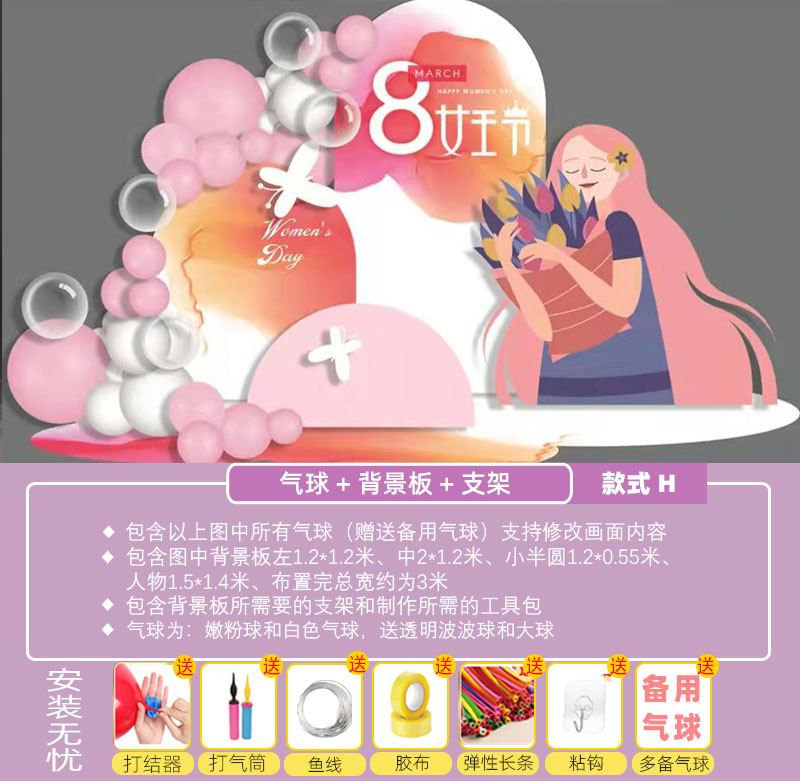 MARCH
8
HAPPY WOMEN'S DAY
女王节
Women's
Day
气球 + 背景板 + 支架
款式 H
◆ 包含以上图中所有气球（赠送备用气球）支持修改画面内容
◆ 包含图中背景板左1.2*1.2米、中2*1.2米、小半圆1.2*0.55米、
人物1.5*1.4米、布置完总宽约为3米
◆ 包含背景板所需要的支架和制作所需的工具包
◆ 气球为：嫩粉球和白色气球，送透明波波球和大球
安装无忧
送 送 送 送 送 送 送
备用
气球
打结器 打气筒 鱼线 胶布 弹性长条 粘钩 多备气球